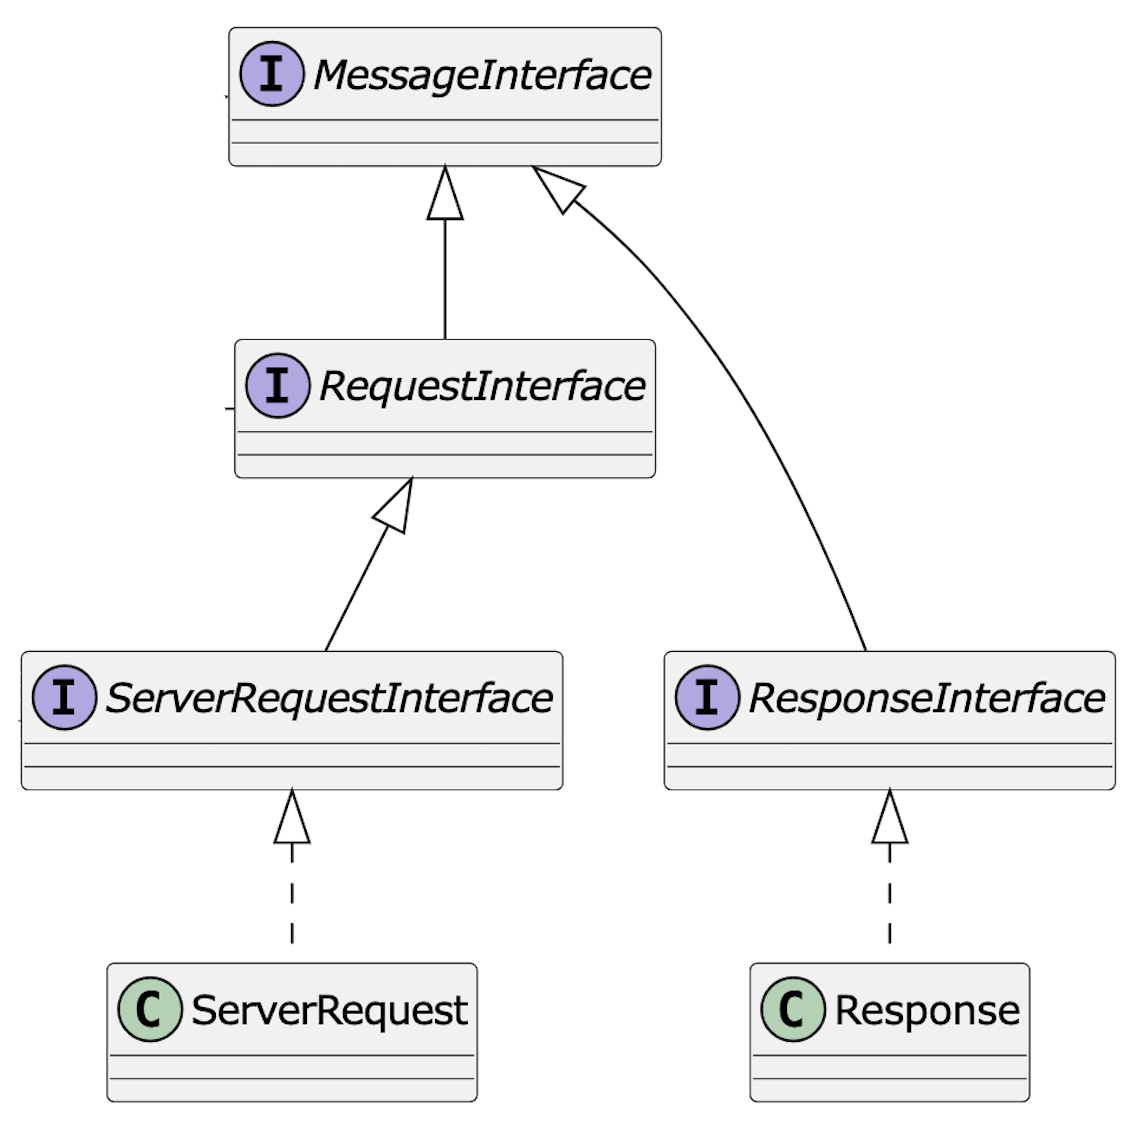 I MessageInterface
I RequestInterface
I ServerRequestInterface
I ResponseInterface
C ServerRequest
C Response